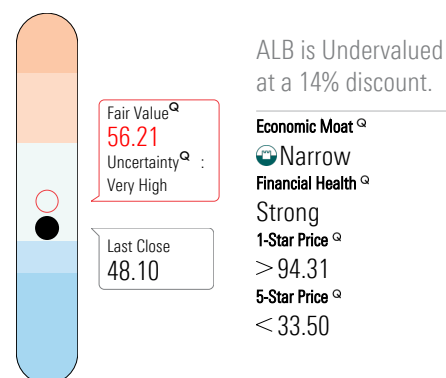 Fair Value Q
56.21
Uncertainty Q :
Very High
Last Close
48.10
ALB is Undervalued
at a 14% discount.
Economic Moat Q
Narrow
Financial Health Q
Strong
1-Star Price Q
> 94.31
5-Star Price Q
< 33.50